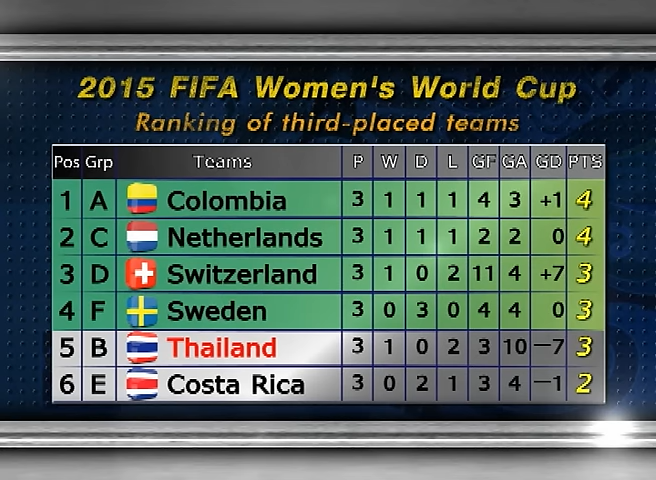 2015 FIFA Women's World Cup
Ranking of third-placed teams
Pos Grp Teams P W D L GF GA GD PTS
1 A Colombia 3 1 1 1 4 3 +1 4
2 C Netherlands 3 1 1 1 2 2 0 4
3 D Switzerland 3 1 0 2 11 4 +7 3
4 F Sweden 3 0 3 0 4 4 0 3
5 B Thailand 3 1 0 2 3 10 −7 3
6 E Costa Rica 3 0 2 1 3 4 −1 2